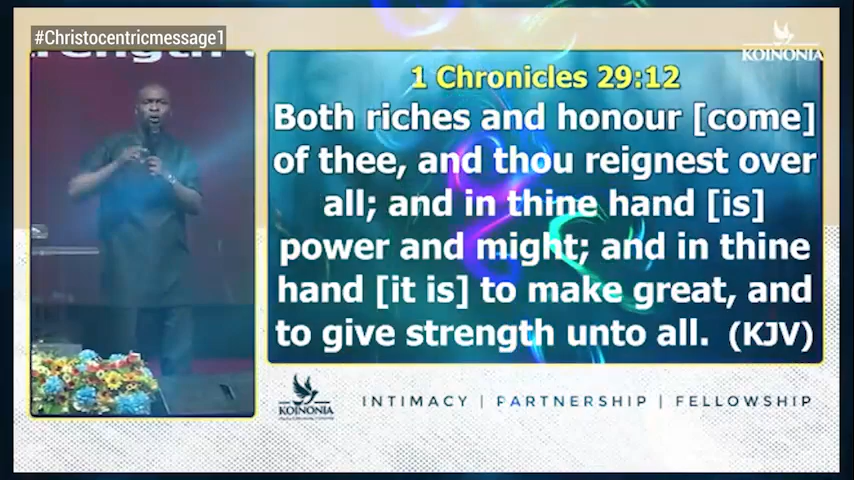 #Christocentricmessage1
KOINONIA
1 Chronicles 29:12
Both riches and honour [come]
of thee, and thou reignest over
all; and in thine hand [is]
power and might; and in thine
hand [it is] to make great, and
to give strength unto all. (KJV)
KOINONIA
INTIMACY | PARTNERSHIP | FELLOWSHIP